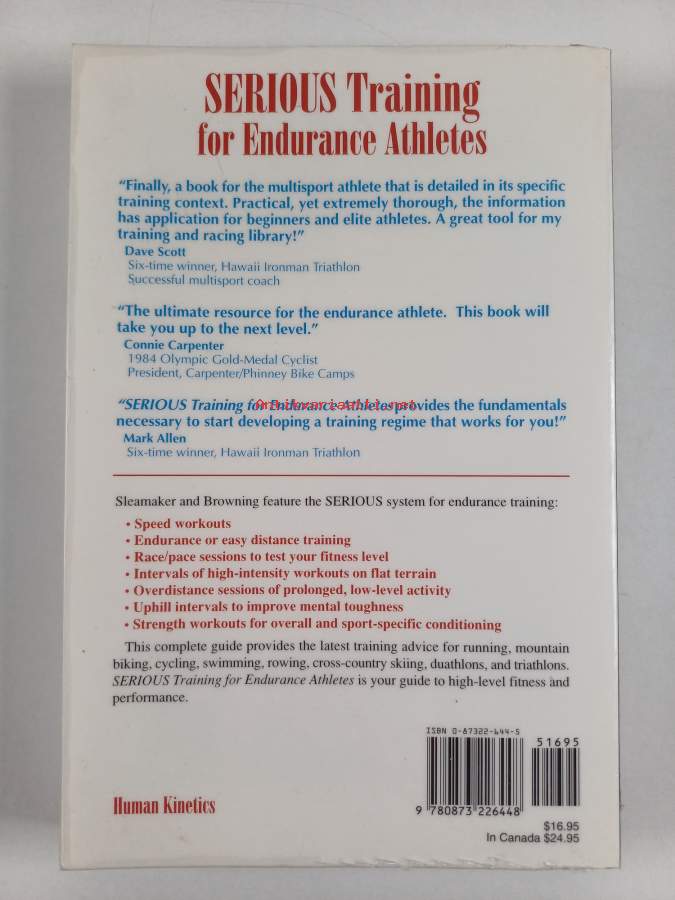 SERIOUS Training
for Endurance Athletes
“Finally, a book for the multisport athlete that is detailed in its specific
training context. Practical, yet extremely thorough, the information
has application for beginners and elite athletes. A great tool for my
training and racing library!”
Dave Scott
Six-time winner, Hawaii Ironman Triathlon
Successful multisport coach
“The ultimate resource for the endurance athlete. This book will
take you up to the next level.”
Connie Carpenter
1984 Olympic Gold-Medal Cyclist
President, Carpenter/Phinney Bike Camps
“SERIOUS Training for Endurance Athletes provides the fundamentals
necessary to start developing a training regime that works for you!”
Mark Allen
Six-time winner, Hawaii Ironman Triathlon
Sleamaker and Browning feature the SERIOUS system for endurance training:
• Speed workouts
• Endurance or easy distance training
• Race/pace sessions to test your fitness level
• Intervals of high-intensity workouts on flat terrain
• Overdistance sessions of prolonged, low-level activity
• Uphill intervals to improve mental toughness
• Strength workouts for overall and sport-specific conditioning
This complete guide provides the latest training advice for running, mountain
biking, cycling, swimming, rowing, cross-country skiing, duathlons, and triathlons.
SERIOUS Training for Endurance Athletes is your guide to high-level fitness and
performance.
ISBN 0-87322-644-5
51695
9 780873 226448
Human Kinetics
$16.95
In Canada $24.95